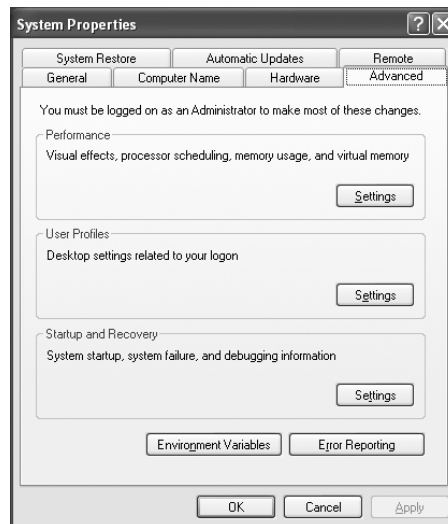 System Properties
System Restore Automatic Updates Remote
General Computer Name Hardware Advanced
You must be logged on as an Administrator to make most of these changes.
Performance
Visual effects, processor scheduling, memory usage, and virtual memory
Settings
User Profiles
Desktop settings related to your logon
Settings
Startup and Recovery
System startup, system failure, and debugging information
Settings
Environment Variables Error Reporting
OK Cancel Apply